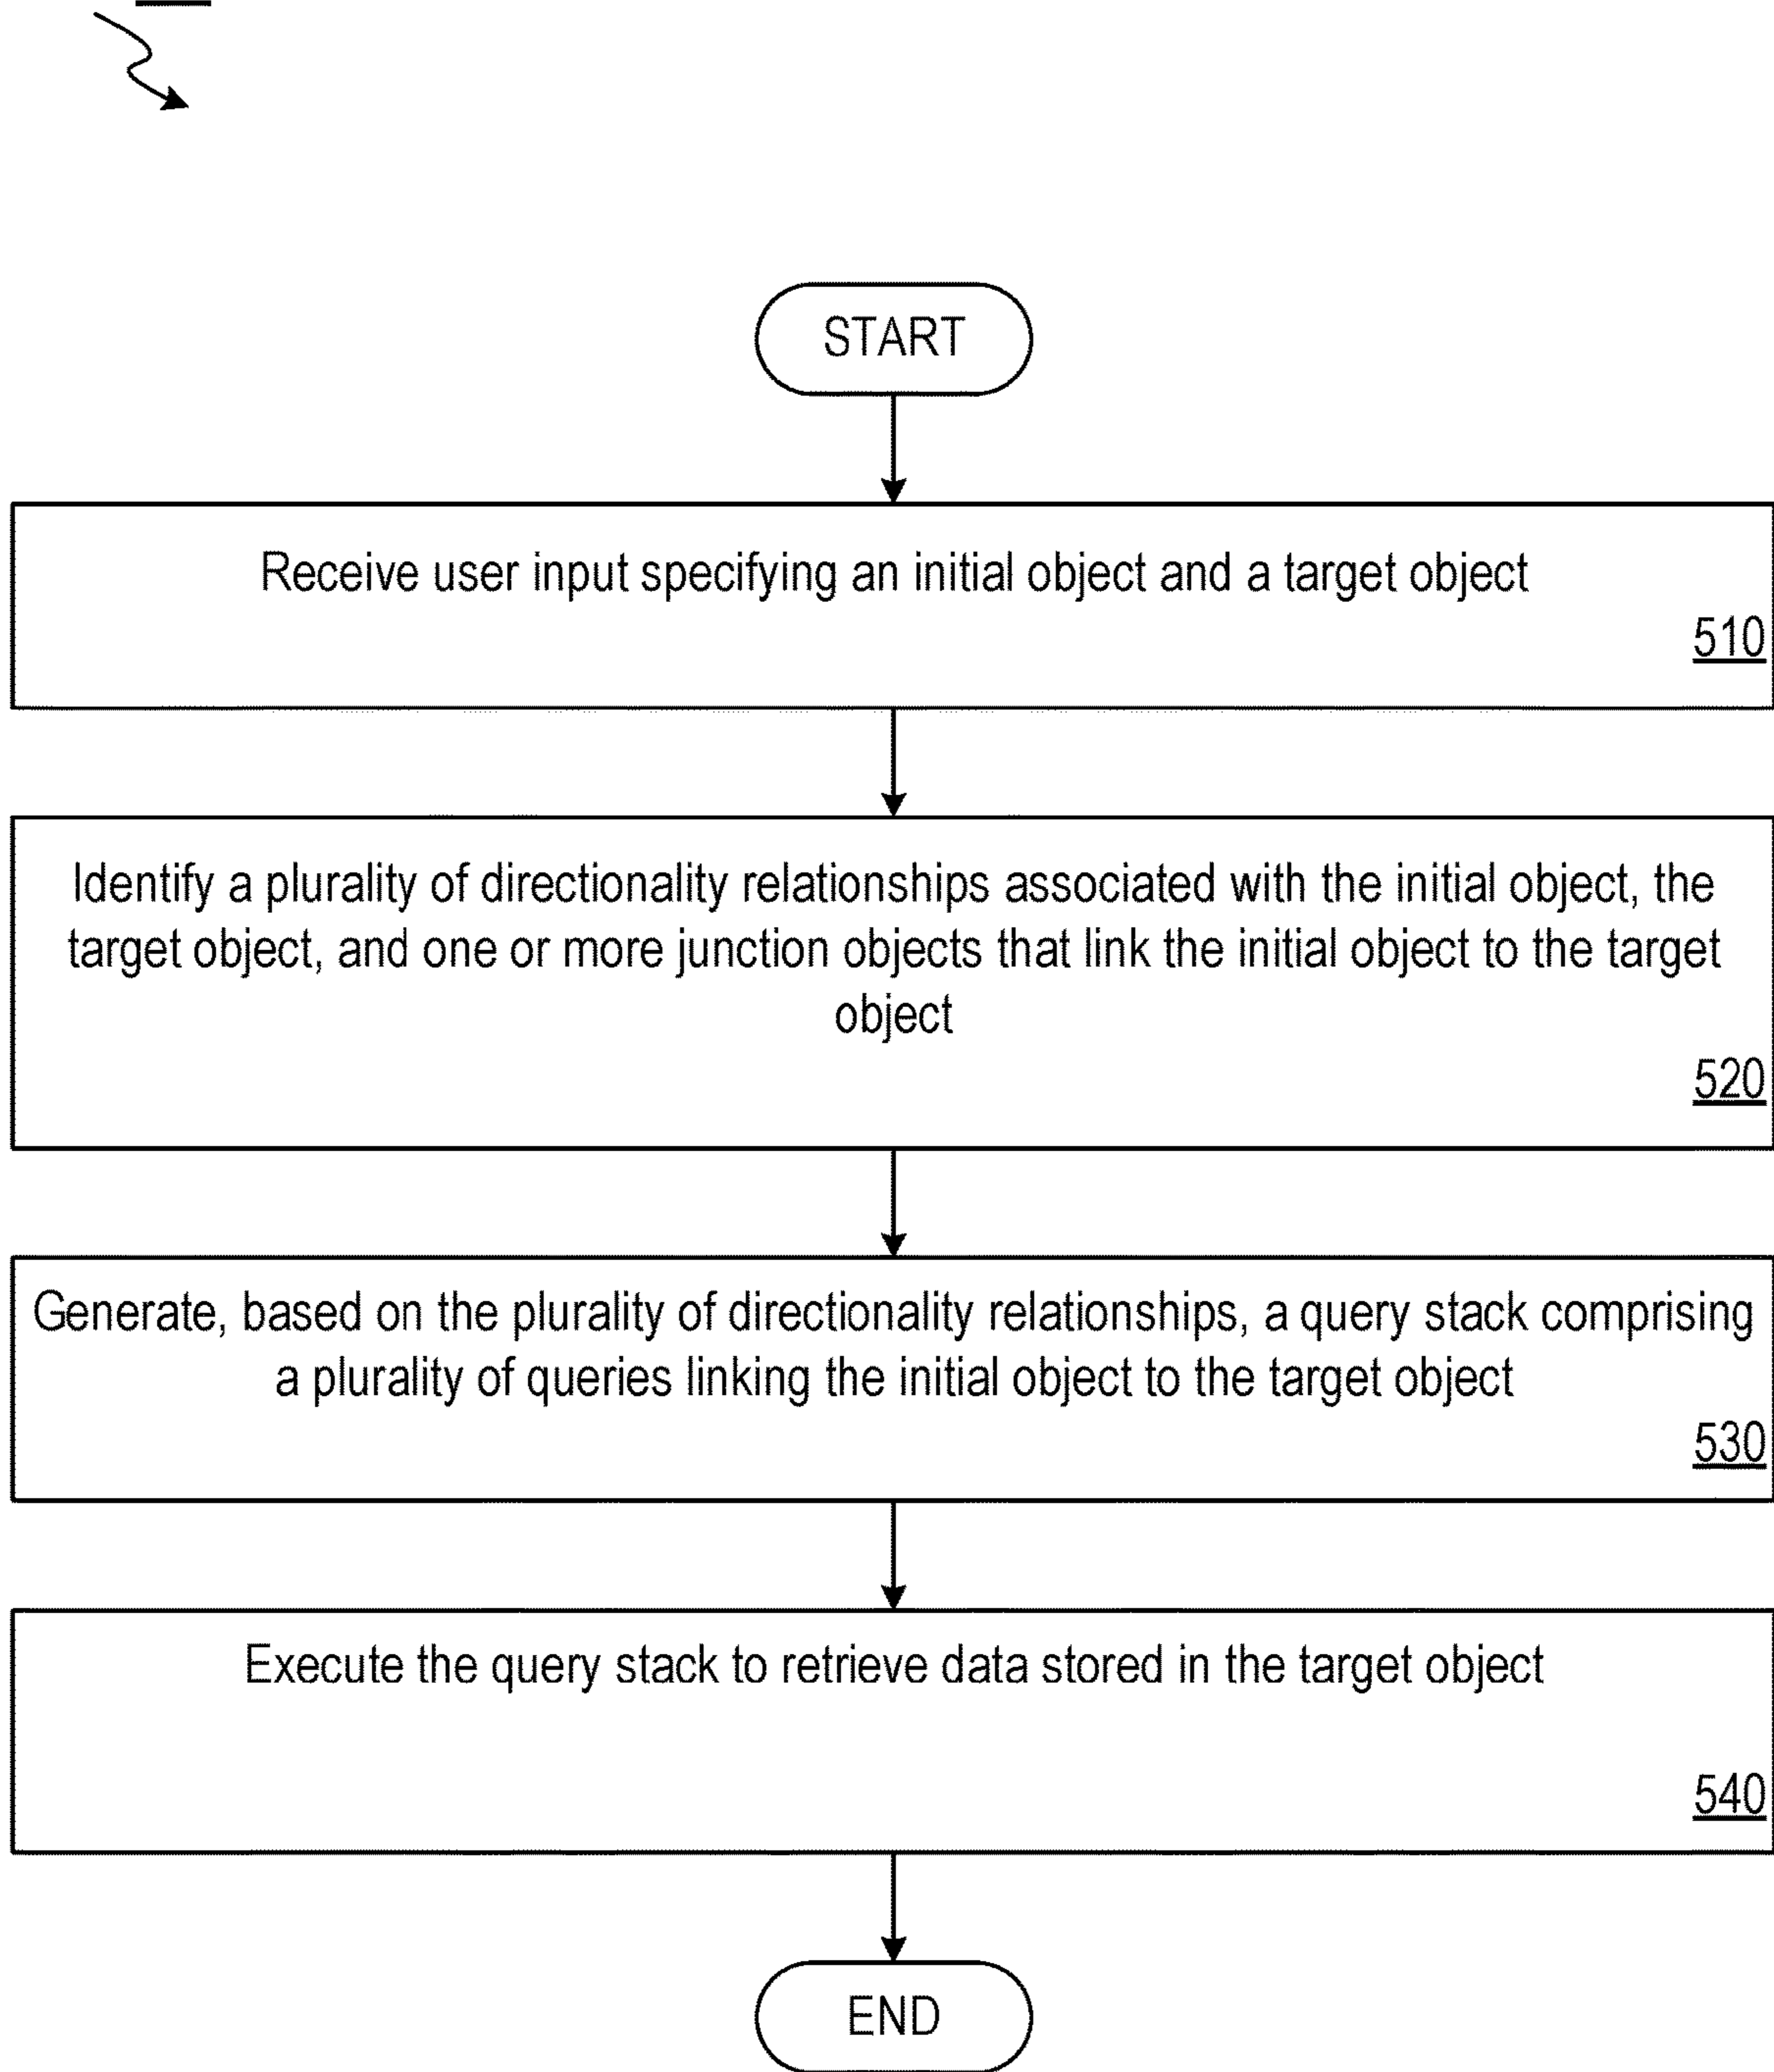 START
Receive user input specifying an initial object and a target object
510
Identify a plurality of directionality relationships associated with the initial object, the
target object, and one or more junction objects that link the initial object to the target
object
520
Generate, based on the plurality of directionality relationships, a query stack comprising
a plurality of queries linking the initial object to the target object
530
Execute the query stack to retrieve data stored in the target object
540
END